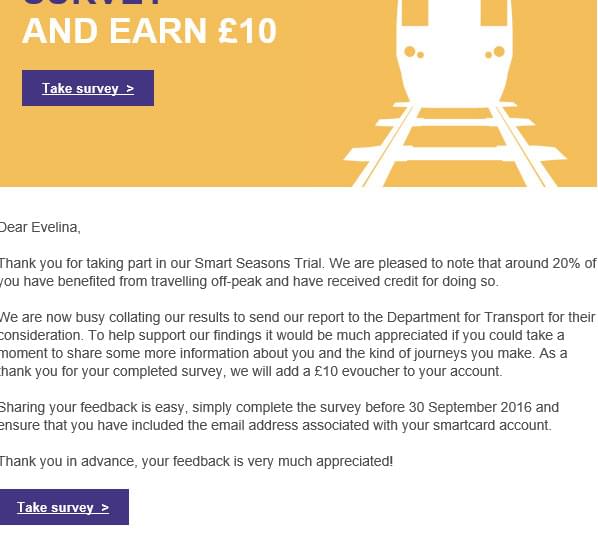 SURVEY
AND EARN £10
Take survey >
Dear Evelina,
Thank you for taking part in our Smart Seasons Trial. We are pleased to note that around 20% of
you have benefited from travelling off-peak and have received credit for doing so.
We are now busy collating our results to send our report to the Department for Transport for their
consideration. To help support our findings it would be much appreciated if you could take a
moment to share some more information about you and the kind of journeys you make. As a
thank you for your completed survey, we will add a £10 evoucher to your account.
Sharing your feedback is easy, simply complete the survey before 30 September 2016 and
ensure that you have included the email address associated with your smartcard account.
Thank you in advance, your feedback is very much appreciated!
Take survey >